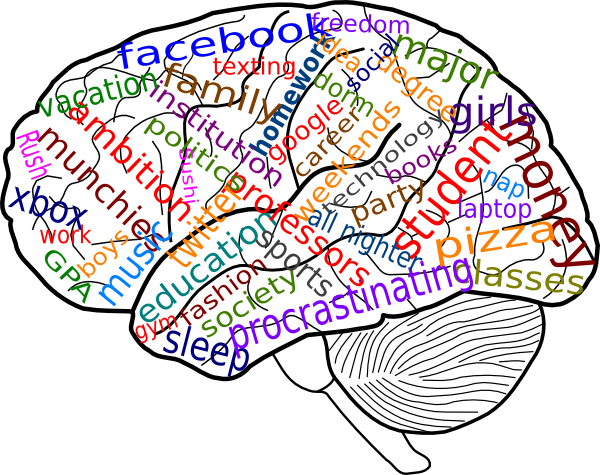 freedom
facebook
homework
idea
social
major
texting
degree
vacation
family
dorm
girls
institution
google
career
weekends
technology
ambition
politics
books
student
money
Rush
munchies
sushi
nap
laptop
xbox
twitter
professors
party
work
boys
music
all nighter
pizza
GPA
education
sports
classes
fashion
society
procrastinating
gym
sleep